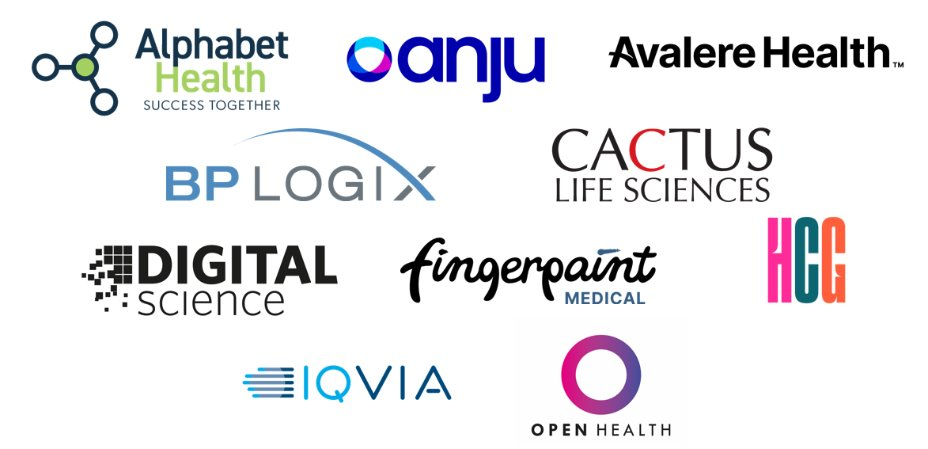 Alphabet
Health
SUCCESS TOGETHER
anju
Avalere Health™
BP LOGIX
CACTUS
LIFE SCIENCES
DIGITAL
science
fingerpaint
MEDICAL
HCG
IQVIA
OPEN HEALTH